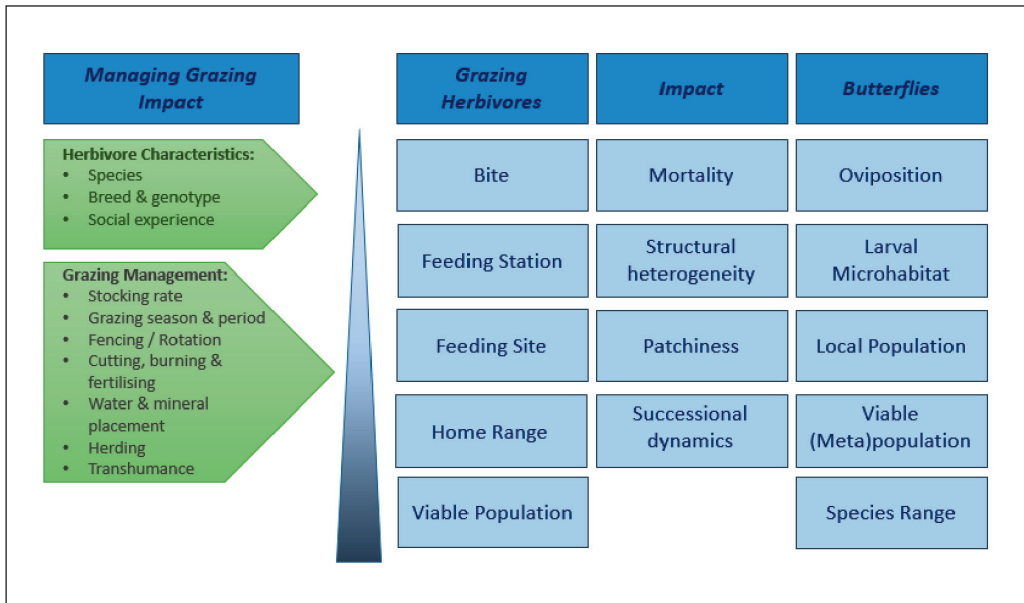 Managing Grazing
Impact
Herbivore Characteristics:
• Species
• Breed & genotype
• Social experience
Grazing Management:
• Stocking rate
• Grazing season & period
• Fencing / Rotation
• Cutting, burning &
fertilising
• Water & mineral
placement
• Herding
• Transhumance
Grazing
Herbivores
Impact
Butterflies
Bite
Mortality
Oviposition
Feeding Station
Structural
heterogeneity
Larval
Microhabitat
Feeding Site
Patchiness
Local Population
Home Range
Successional
dynamics
Viable
(Meta)population
Viable Population
Species Range